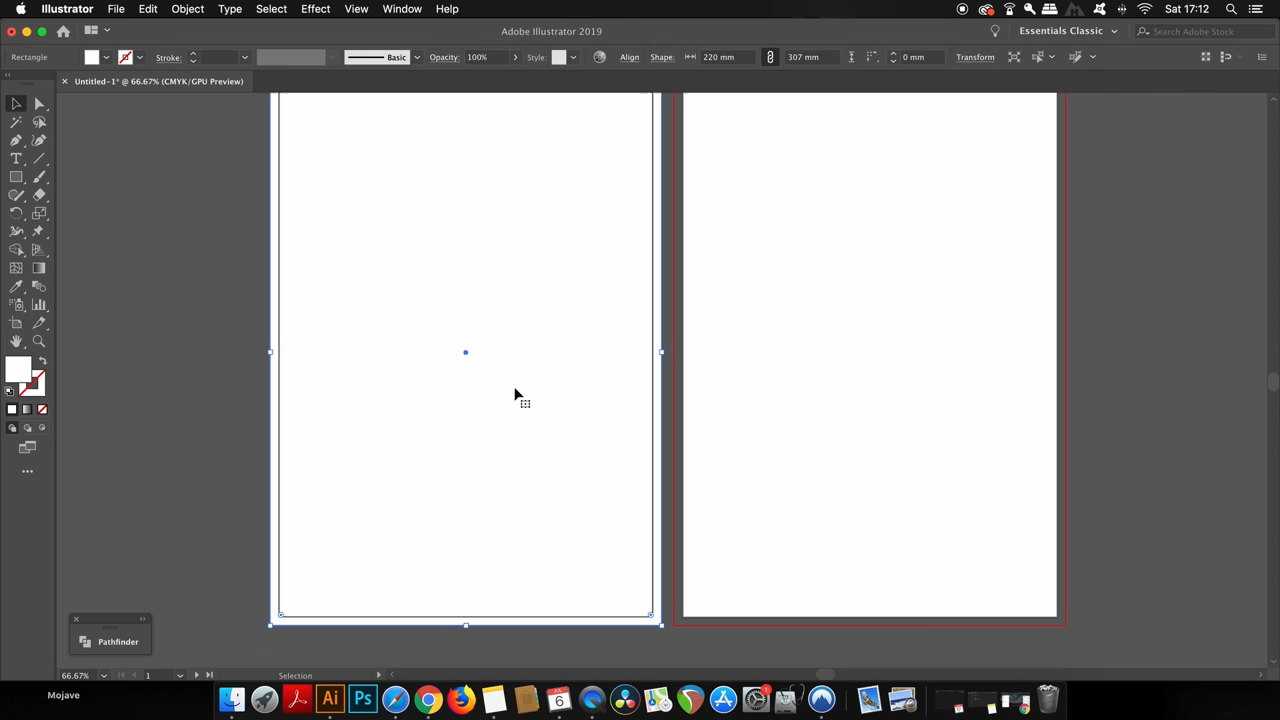 Illustrator File Edit Object Type Select Effect View Window Help Sat 17:12
Adobe Illustrator 2019 Essentials Classic Search Adobe Stock
Rectangle Stroke: Basic Opacity: 100% Style: Align Shape: 220 mm 307 mm 0 mm Transform
Untitled-1* @ 66.67% (CMYK/GPU Preview)
Pathfinder
66.67% 1 Selection
Mojave